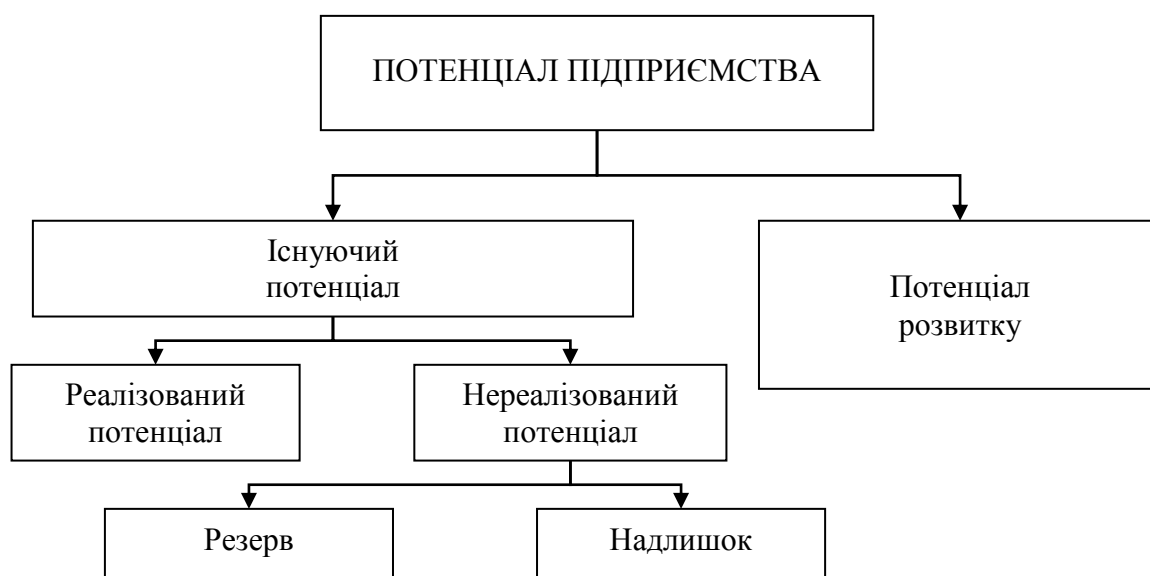 ПОТЕНЦІАЛ ПІДПРИЄМСТВА
Існуючий
потенціал
Потенціал
розвитку
Реалізований
потенціал
Нереалізований
потенціал
Резерв
Надлишок